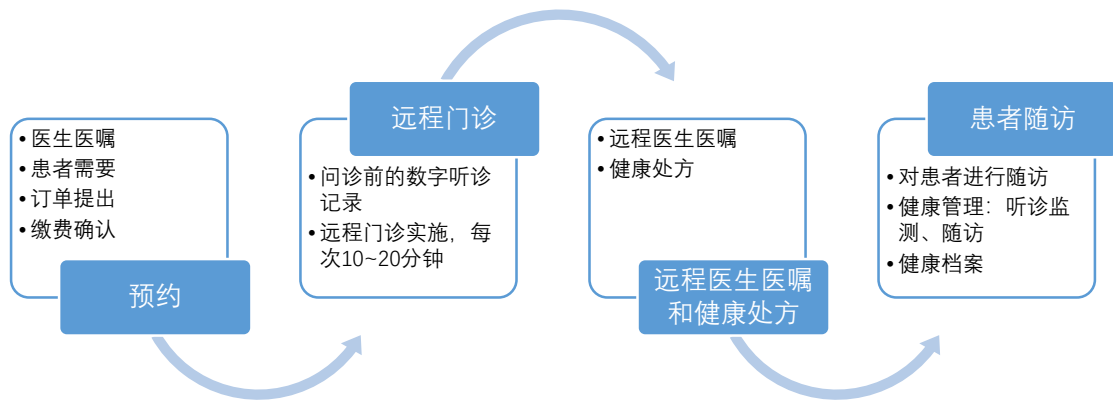 • 医生医嘱
• 患者需要
• 订单提出
• 缴费确认
预约
远程门诊
• 问诊前的数字听诊
记录
• 远程门诊实施，每
次10~20分钟
• 远程医生医嘱
• 健康处方
远程医生医嘱
和健康处方
患者随访
• 对患者进行随访
• 健康管理：听诊监
测、随访
• 健康档案